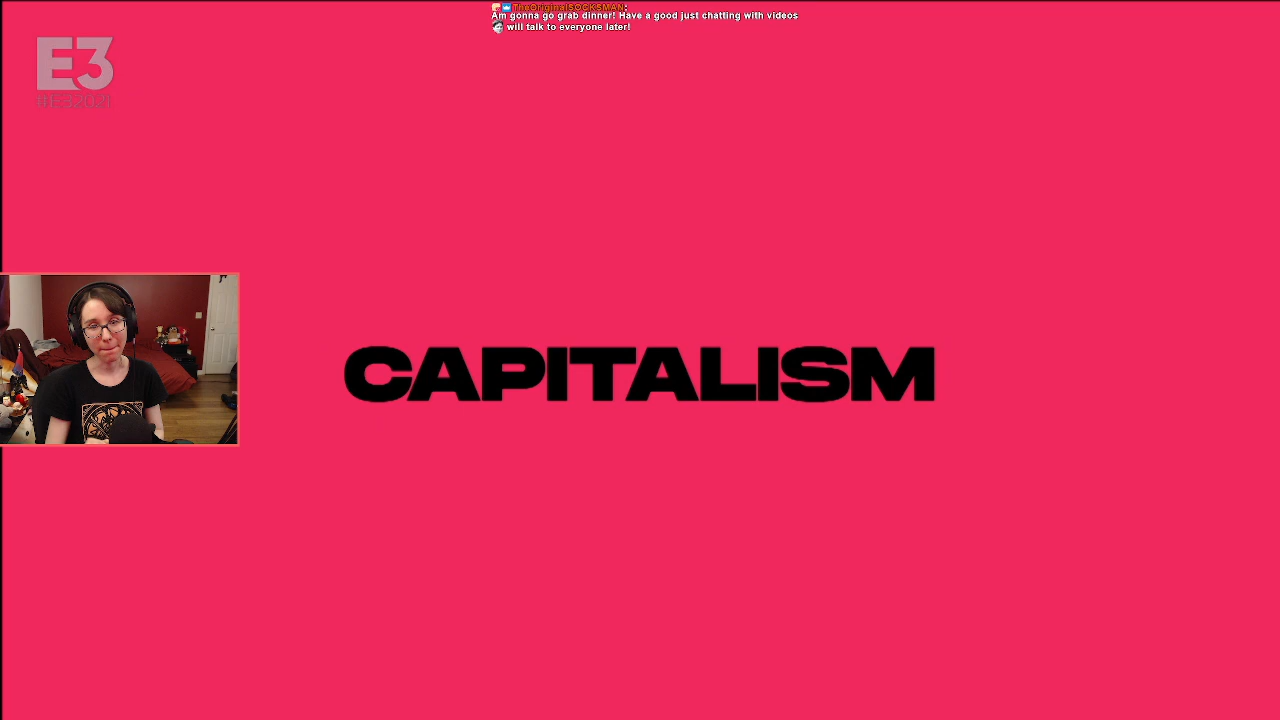 TheOriginalSOCKSMAN:
Am gonna go grab dinner! Have a good just chatting with videos
will talk to everyone later!
E3
#E32021
CAPITALISM